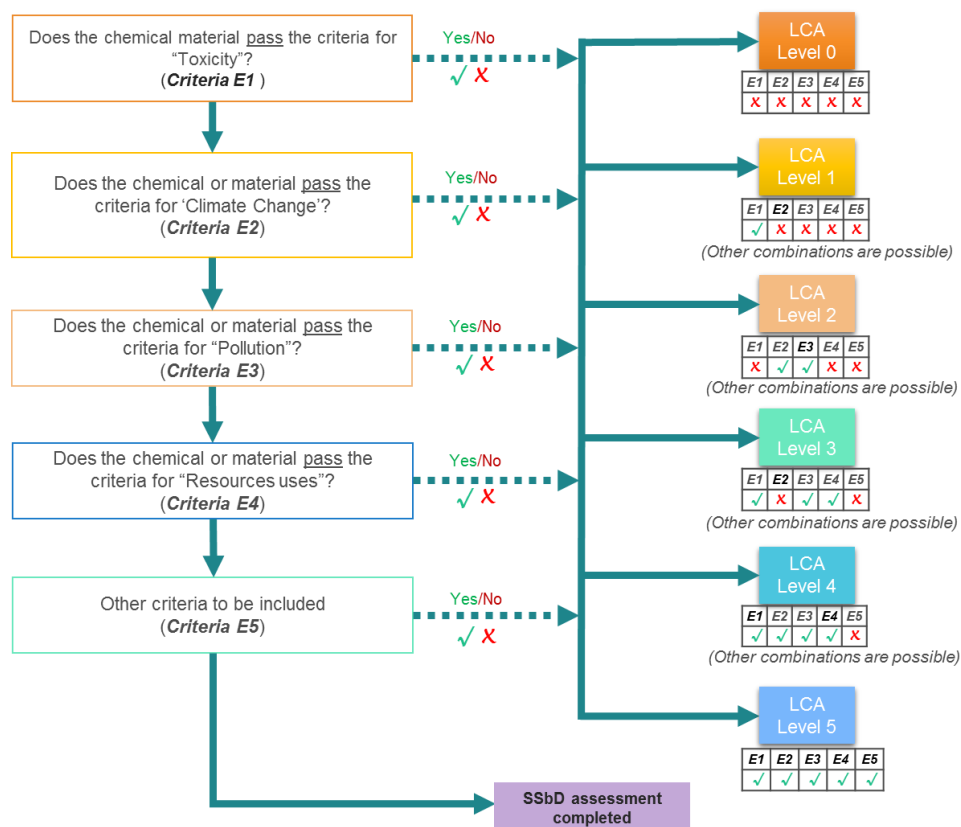 Does the chemical material pass the criteria for
“Toxicity”?
(Criteria E1 )
Yes/No
✓ X
LCA
Level 0
E1 E2 E3 E4 E5
X X X X X
Does the chemical or material pass the
criteria for ‘Climate Change’?
(Criteria E2)
Yes/No
✓ X
LCA
Level 1
E1 E2 E3 E4 E5
✓ X X X X
(Other combinations are possible)
Does the chemical or material pass the
criteria for “Pollution”?
(Criteria E3)
Yes/No
✓ X
LCA
Level 2
E1 E2 E3 E4 E5
X ✓ ✓ X X
(Other combinations are possible)
Does the chemical or material pass the
criteria for “Resources uses”?
(Criteria E4)
Yes/No
✓ X
LCA
Level 3
E1 E2 E3 E4 E5
✓ X ✓ ✓ X
(Other combinations are possible)
Other criteria to be included
(Criteria E5)
Yes/No
✓ X
LCA
Level 4
E1 E2 E3 E4 E5
✓ ✓ ✓ ✓ X
(Other combinations are possible)
LCA
Level 5
E1 E2 E3 E4 E5
✓ ✓ ✓ ✓ ✓
SSbD assessment
completed